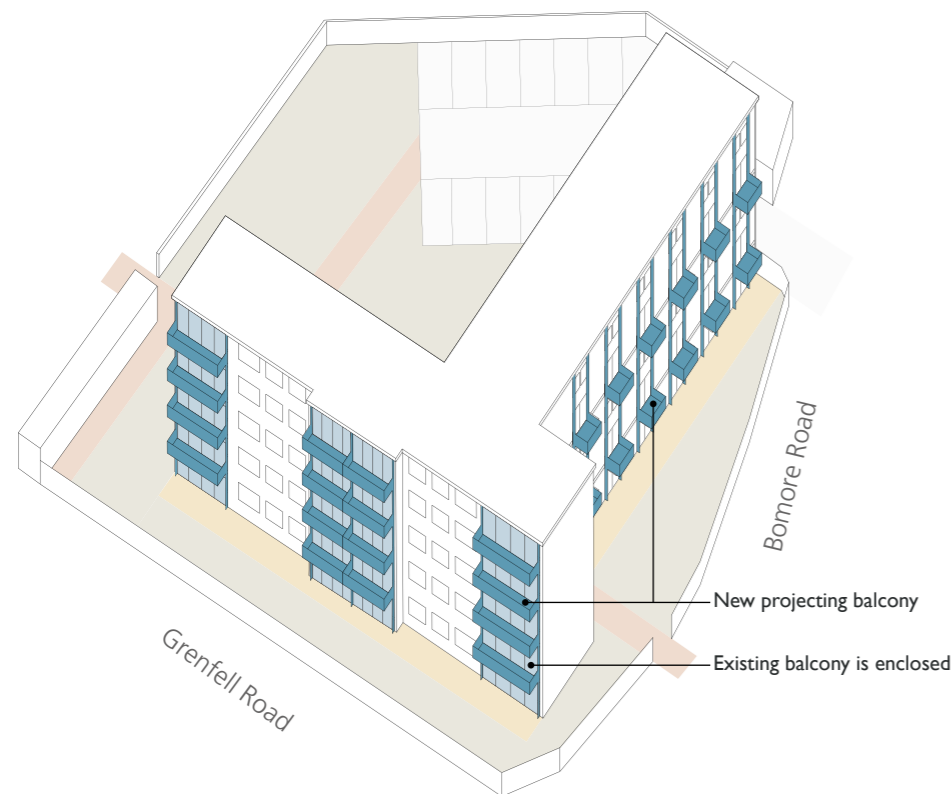 Bomore Road
New projecting balcony
Grenfell Road
Existing balcony is enclosed